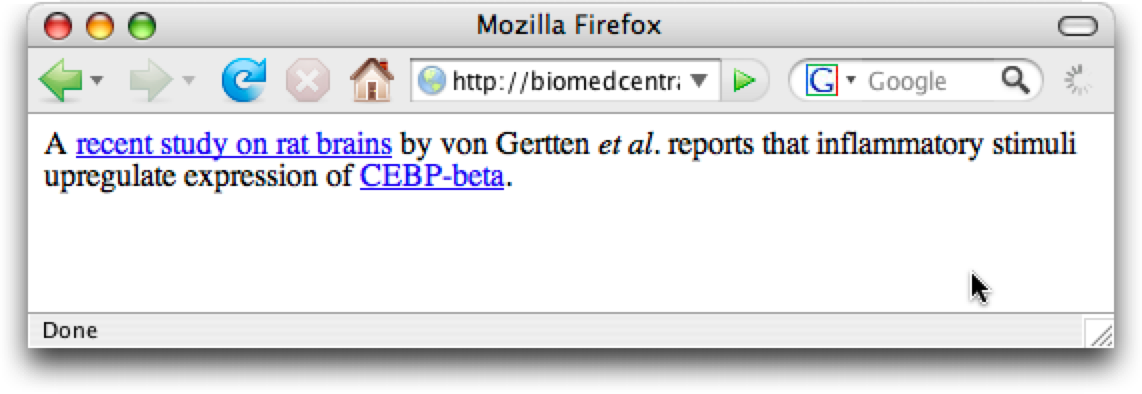 Mozilla Firefox
http://biomedcentra
G Google
A recent study on rat brains by von Gertten et al. reports that inflammatory stimuli
upregulate expression of CEBP-beta.
Done